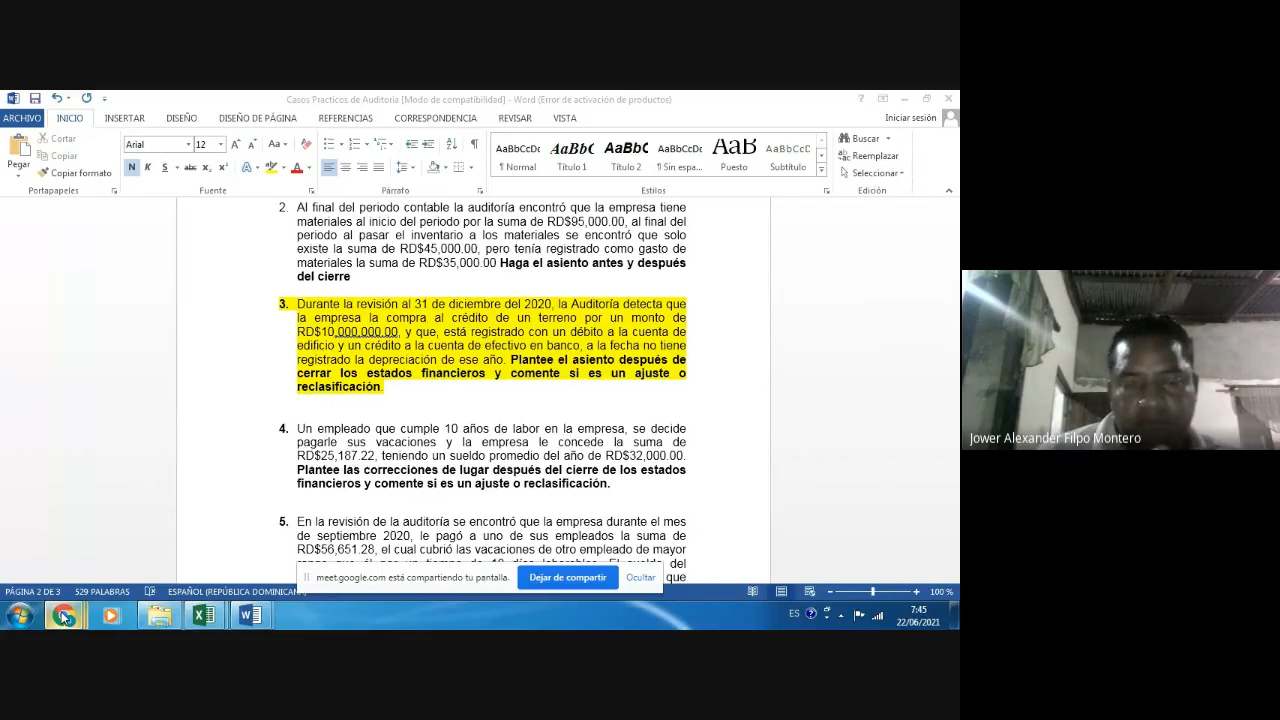 Casos Practicos de Auditoria [Modo de compatibilidad] - Word (Error de activación de productos)
ARCHIVO INICIO INSERTAR DISEÑO DISEÑO DE PÁGINA REFERENCIAS CORRESPONDENCIA REVISAR VISTA Iniciar sesión
Pegar
Cortar
Copiar
Copiar formato
Portapapeles
Arial 12
N K S abc
Fuente
Párrafo
AaBbCcDc AaBbCc AaBbCc AaBbCcDc AaB AaBbCcDc
¶ Normal Título 1 Título 2 ¶ Sin espa... Puesto Subtítulo
Estilos
Buscar
Reemplazar
Seleccionar
Edición
2. Al final del periodo contable la auditoría encontró que la empresa tiene
materiales al inicio del periodo por la suma de RD$95,000.00, al final del
periodo al pasar el inventario a los materiales se encontró que solo
existe la suma de RD$45,000.00, pero tenía registrado como gasto de
materiales la suma de RD$35,000.00 Haga el asiento antes y después
del cierre
3. Durante la revisión al 31 de diciembre del 2020, la Auditoría detecta que
la empresa la compra al crédito de un terreno por un monto de
RD$10,000,000.00, y que, está registrado con un débito a la cuenta de
edificio y un crédito a la cuenta de efectivo en banco, a la fecha no tiene
registrado la depreciación de ese año. Plantee el asiento después de
cerrar los estados financieros y comente si es un ajuste o
reclasificación.
4. Un empleado que cumple 10 años de labor en la empresa, se decide
pagarle sus vacaciones y la empresa le concede la suma de
RD$25,187.22, teniendo un sueldo promedio del año de RD$32,000.00.
Plantee las correcciones de lugar después del cierre de los estados
financieros y comente si es un ajuste o reclasificación.
5. En la revisión de la auditoría se encontró que la empresa durante el mes
de septiembre 2020, le pagó a uno de sus empleados la suma de
RD$56,651.28, el cual cubrió las vacaciones de otro empleado de mayor
que
meet.google.com está compartiendo tu pantalla. Dejar de compartir Ocultar
PÁGINA 2 DE 3 529 PALABRAS ESPAÑOL (REPÚBLICA DOMINICAN 100 %
ES 7:45
22/06/2021
Jower Alexander Filpo Montero